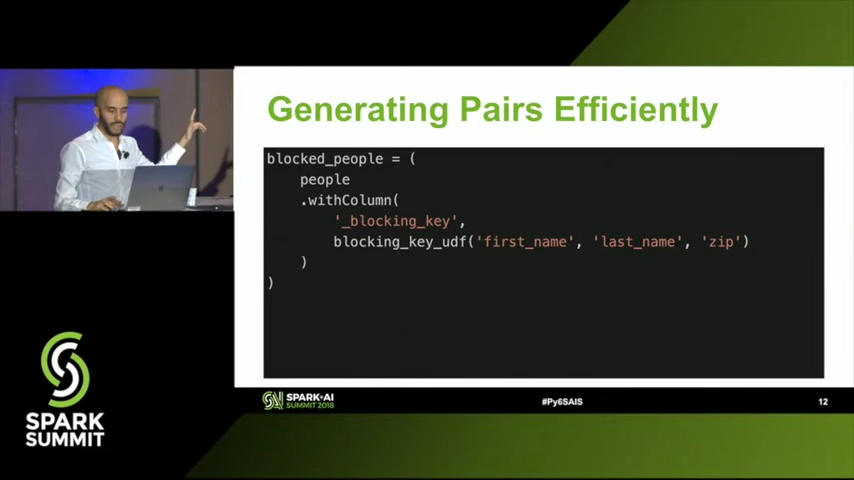 Generating Pairs Efficiently
blocked_people = (
    people
    .withColumn(
        '_blocking_key',
        blocking_key_udf('first_name', 'last_name', 'zip')
    )
)
SPARK+AI
SUMMIT 2018
#Py6SAIS
12
SPARK
SUMMIT